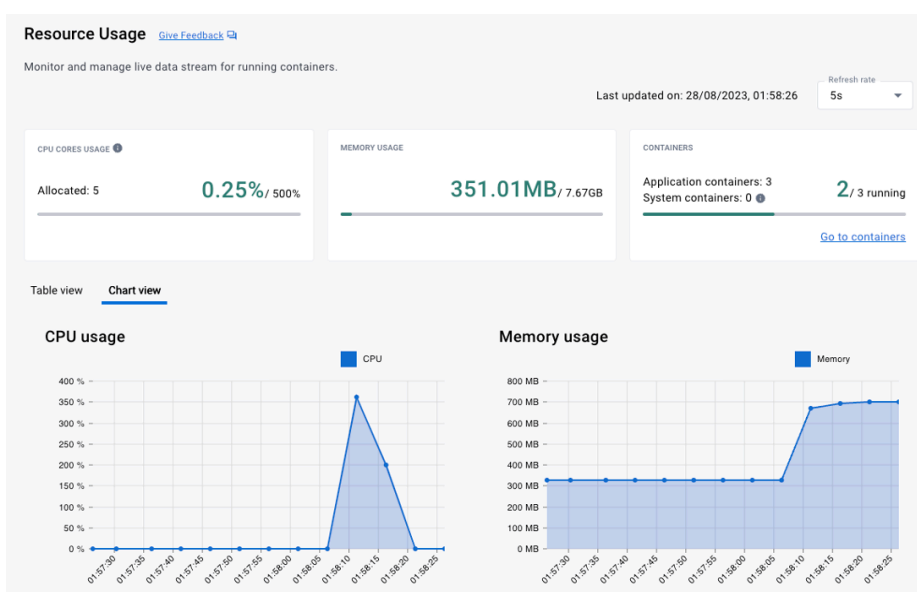 Resource Usage Give Feedback
Monitor and manage live data stream for running containers.
Refresh rate
Last updated on: 28/08/2023, 01:58:26 5s
CPU CORES USAGE
Allocated: 5 0.25%/ 500%
MEMORY USAGE
351.01MB/ 7.67GB
CONTAINERS
Application containers: 3
System containers: 0
2/ 3 running
Go to containers
Table view Chart view
CPU usage
CPU
400 %
350 %
300 %
250 %
200 %
150 %
100 %
50 %
0 %
01:57:30 01:57:35 01:57:40 01:57:45 01:57:50 01:57:55 01:58:00 01:58:05 01:58:10 01:58:15 01:58:20 01:58:25
Memory usage
Memory
800 MB
700 MB
600 MB
500 MB
400 MB
300 MB
200 MB
100 MB
0 MB
01:57:30 01:57:35 01:57:40 01:57:45 01:57:50 01:57:55 01:58:00 01:58:05 01:58:10 01:58:15 01:58:20 01:58:25